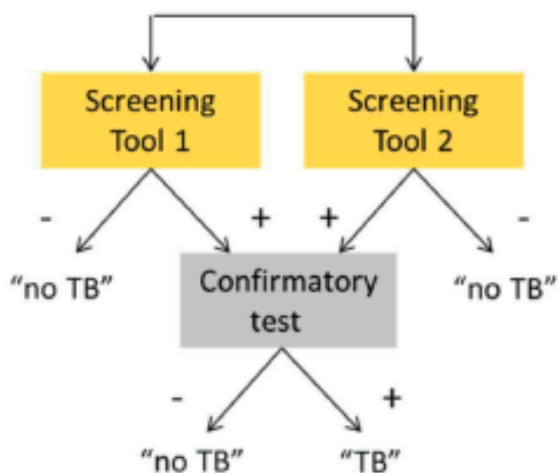 Screening
Tool 1
Screening
Tool 2
-
+
+
-
“no TB”
Confirmatory
test
“no TB”
-
+
“no TB”
“TB”